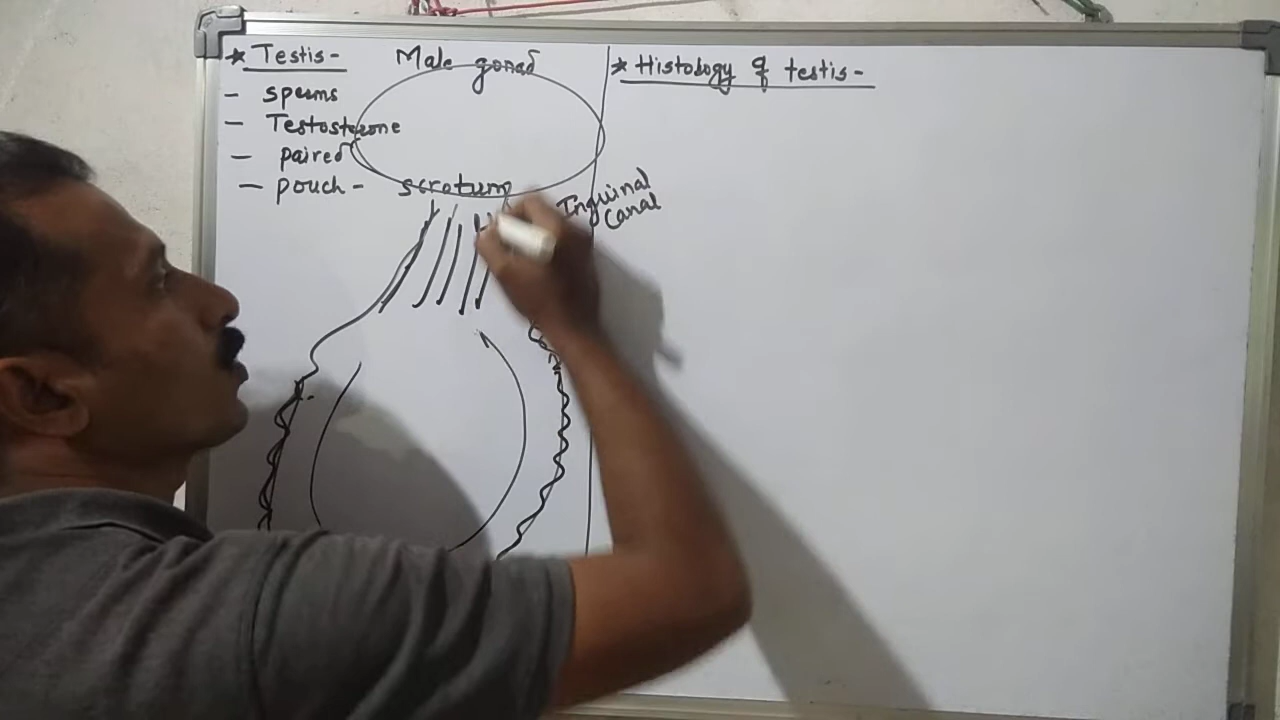 * Testis-
Male gonad
- sperms
- Testosterone
- paired
- pouch - scrotum
Inguinal
Canal
* Histology of testis-